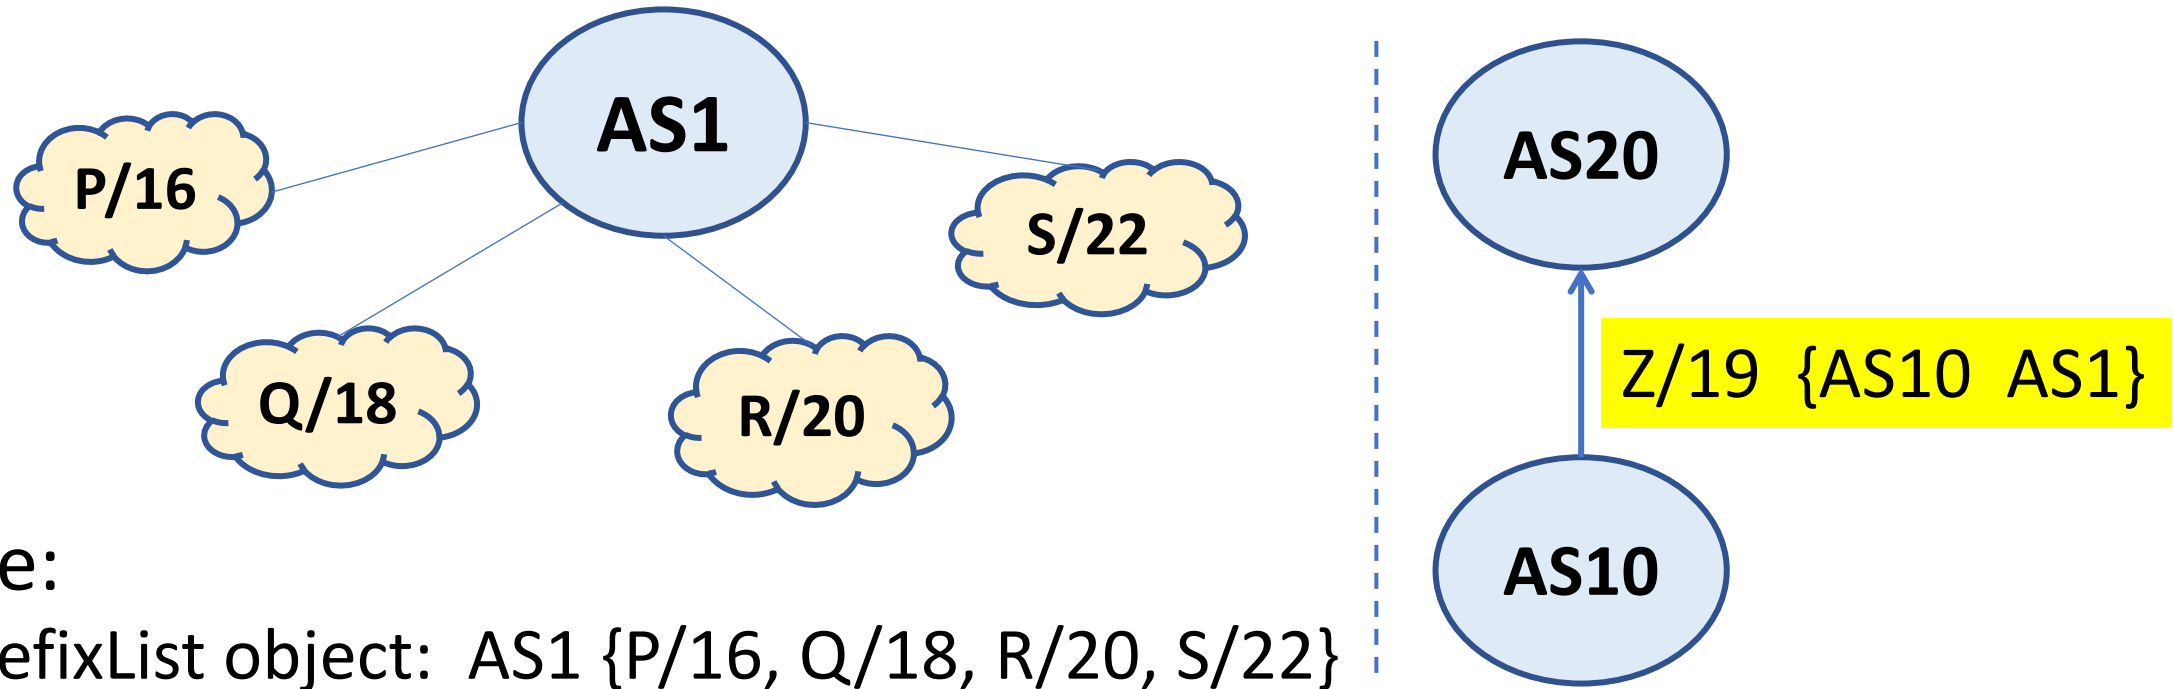 AS1
P/16
S/22
Q/18
R/20
e:
efixList object: AS1 {P/16, Q/18, R/20, S/22}
AS20
Z/19 {AS10 AS1}
AS10